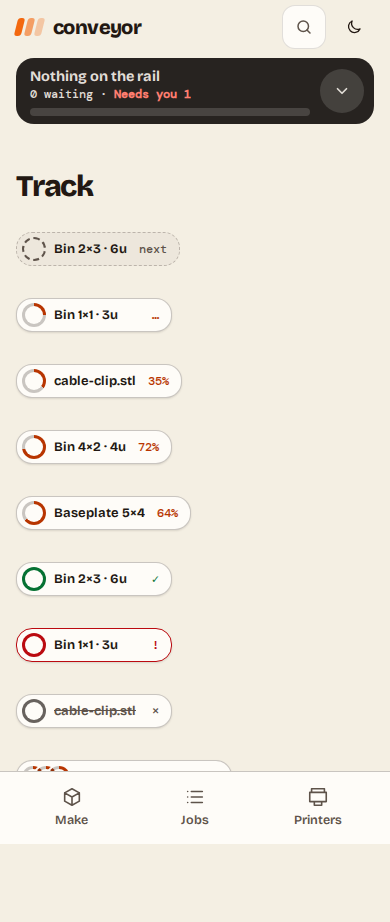 conveyor
Nothing on the rail
0 waiting · Needs you 1
Track
Bin 2×3 · 6u next
Bin 1×1 · 3u …
cable-clip.stl 35%
Bin 4×2 · 4u 72%
Baseplate 5×4 64%
Bin 2×3 · 6u ✓
Bin 1×1 · 3u !
cable-clip.stl ×
Make Jobs Printers